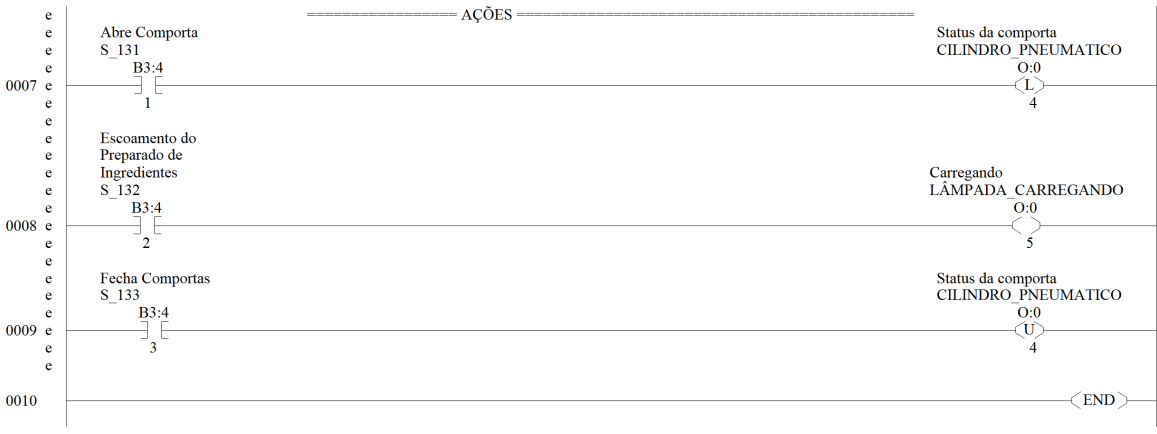 e ================= AÇÕES =============================================
e Abre Comporta Status da comporta
e S_131 CILINDRO_PNEUMATICO
e B3:4 O:0
0007 e L
e 1 4
e
e Escoamento do
e Preparado de
e Ingredientes Carregando
e S_132 LÂMPADA_CARREGANDO
e B3:4 O:0
0008 e
e 2 5
e
e Fecha Comportas Status da comporta
e S_133 CILINDRO_PNEUMATICO
e B3:4 O:0
0009 e U
e 3 4
e
0010 END